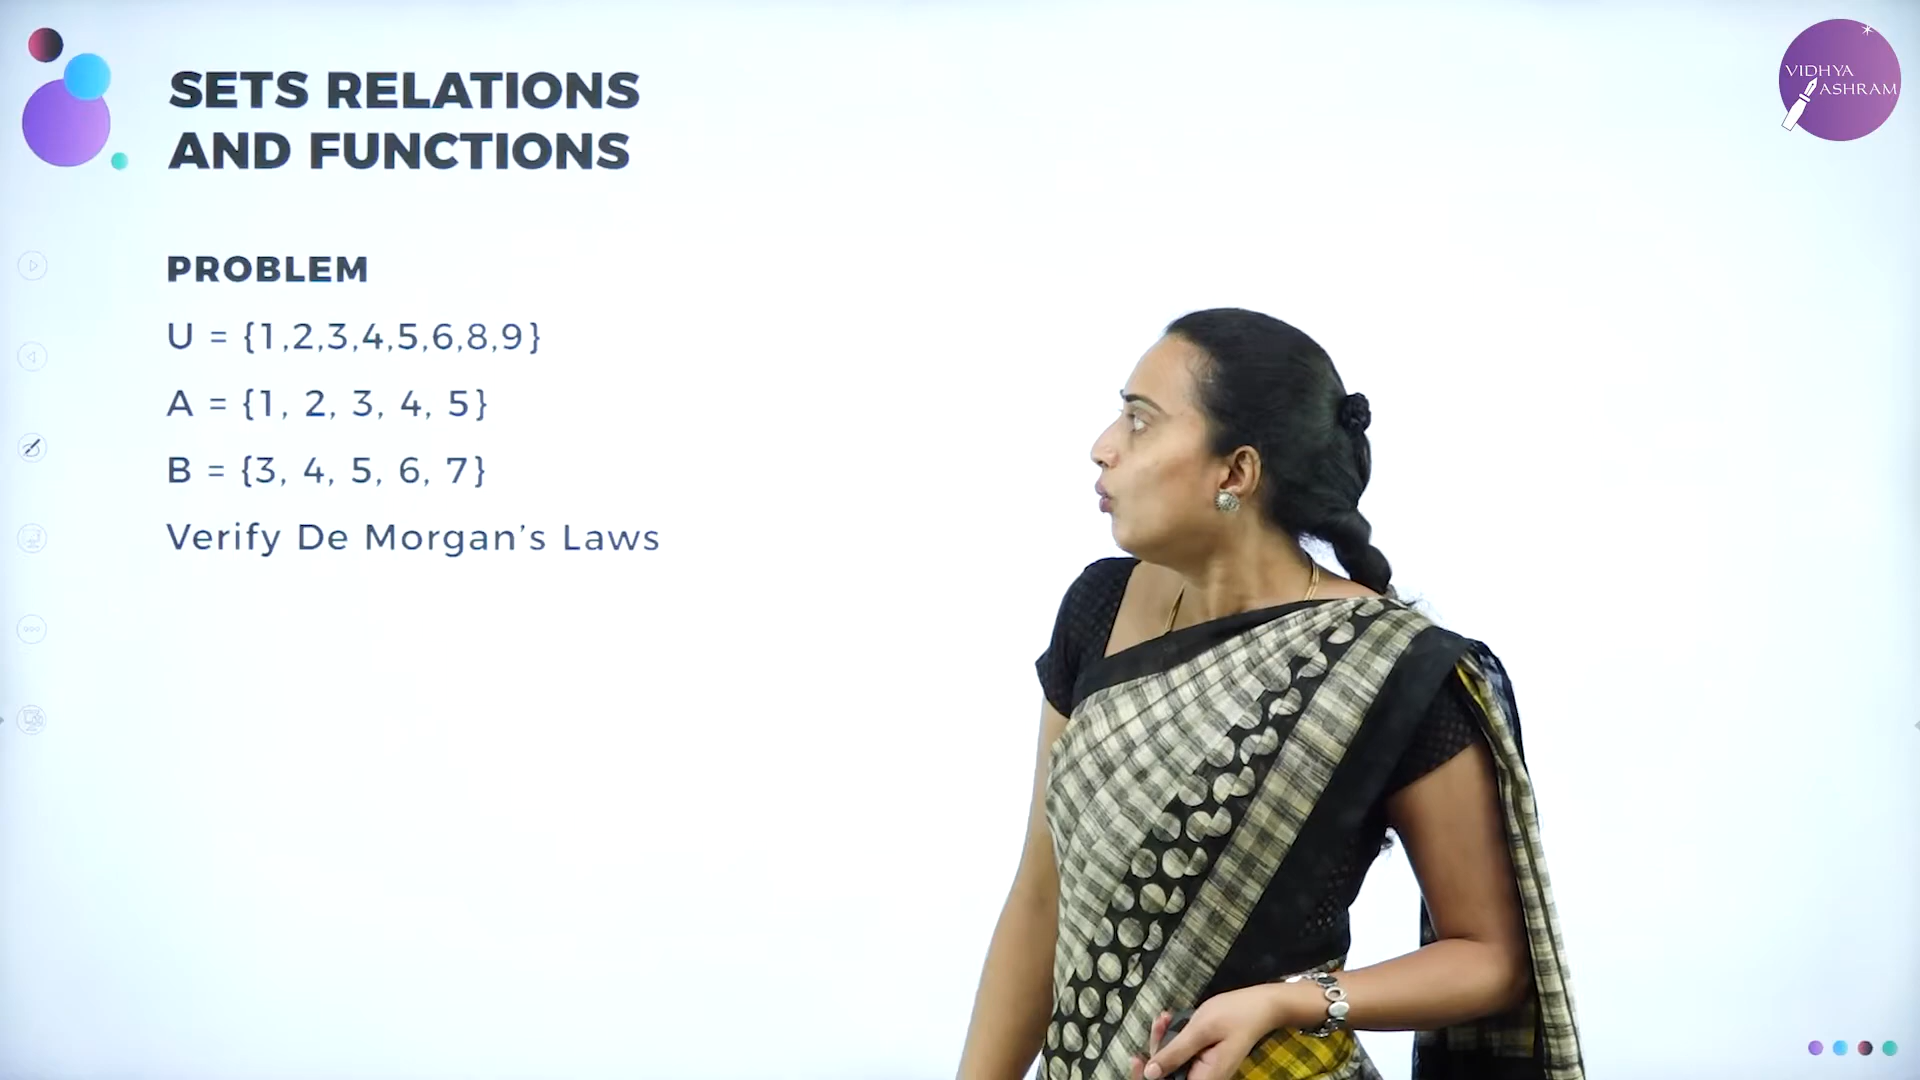 SETS RELATIONS
AND FUNCTIONS
VIDHYA
ASHRAM
PROBLEM
U = {1,2,3,4,5,6,8,9}
A = {1, 2, 3, 4, 5}
B = {3, 4, 5, 6, 7}
Verify De Morgan’s Laws